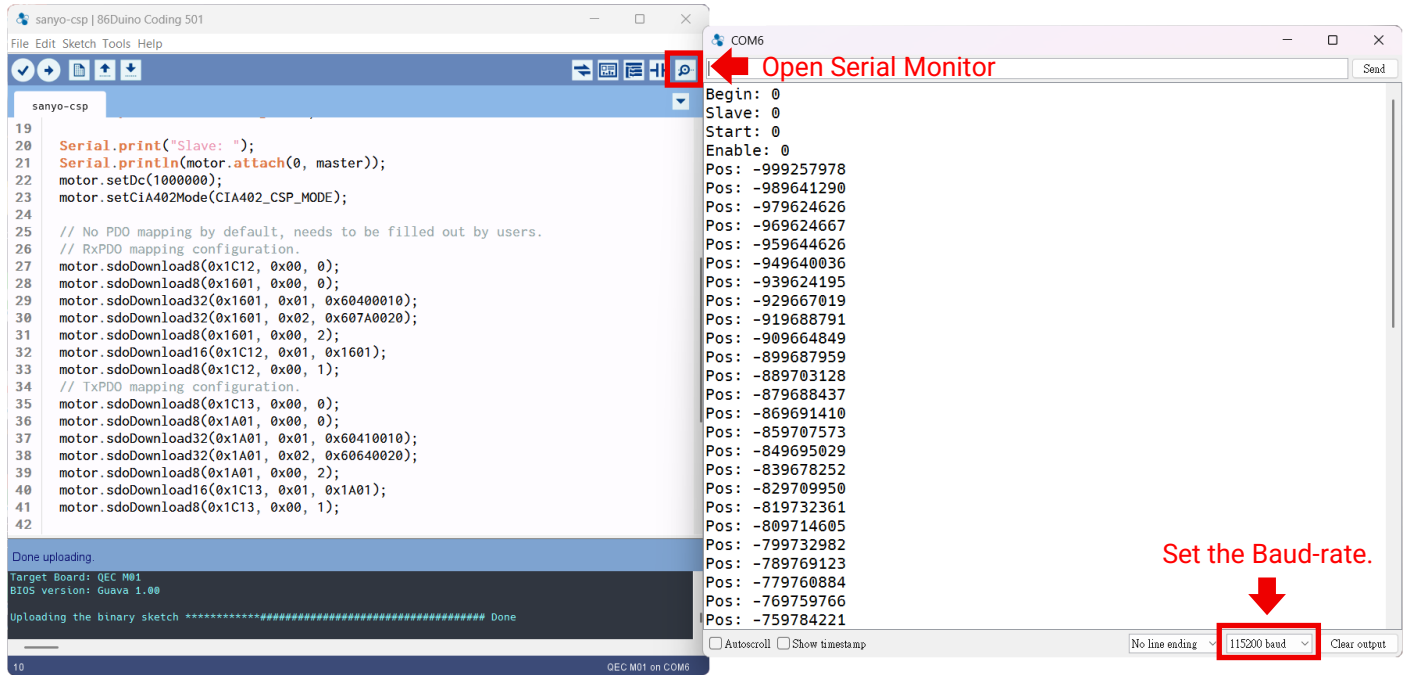 sanyo-csp | 86Duino Coding 501
File Edit Sketch Tools Help
sanyo-csp
19
20 Serial.print("Slave: ");
21 Serial.println(motor.attach(0, master));
22 motor.setDc(1000000);
23 motor.setCiA402Mode(CIA402_CSP_MODE);
24
25 // No PDO mapping by default, needs to be filled out by users.
26 // RxPDO mapping configuration.
27 motor.sdoDownload8(0x1C12, 0x00, 0);
28 motor.sdoDownload8(0x1601, 0x00, 0);
29 motor.sdoDownload32(0x1601, 0x01, 0x60400010);
30 motor.sdoDownload32(0x1601, 0x02, 0x607A0020);
31 motor.sdoDownload8(0x1601, 0x00, 2);
32 motor.sdoDownload16(0x1C12, 0x01, 0x1601);
33 motor.sdoDownload8(0x1C12, 0x00, 1);
34 // TxPDO mapping configuration.
35 motor.sdoDownload8(0x1C13, 0x00, 0);
36 motor.sdoDownload8(0x1A01, 0x00, 0);
37 motor.sdoDownload32(0x1A01, 0x01, 0x60410010);
38 motor.sdoDownload32(0x1A01, 0x02, 0x60640020);
39 motor.sdoDownload8(0x1A01, 0x00, 2);
40 motor.sdoDownload16(0x1C13, 0x01, 0x1A01);
41 motor.sdoDownload8(0x1C13, 0x00, 1);
42
Done uploading.
Target Board: QEC M01
BIOS version: Guava 1.00
Uploading the binary sketch ************##################################### Done
10
QEC M01 on COM6
COM6
Open Serial Monitor
Send
Begin: 0
Slave: 0
Start: 0
Enable: 0
Pos: -999257978
Pos: -989641290
Pos: -979624626
Pos: -969624667
Pos: -959644626
Pos: -949640036
Pos: -939624195
Pos: -929667019
Pos: -919688791
Pos: -909664849
Pos: -899687959
Pos: -889703128
Pos: -879688437
Pos: -869691410
Pos: -859707573
Pos: -849695029
Pos: -839678252
Pos: -829709950
Pos: -819732361
Pos: -809714605
Pos: -799732982
Pos: -789769123
Pos: -779760884
Pos: -769759766
Pos: -759784221
Set the Baud-rate.
Autoscroll
Show timestamp
No line ending
115200 baud
Clear output